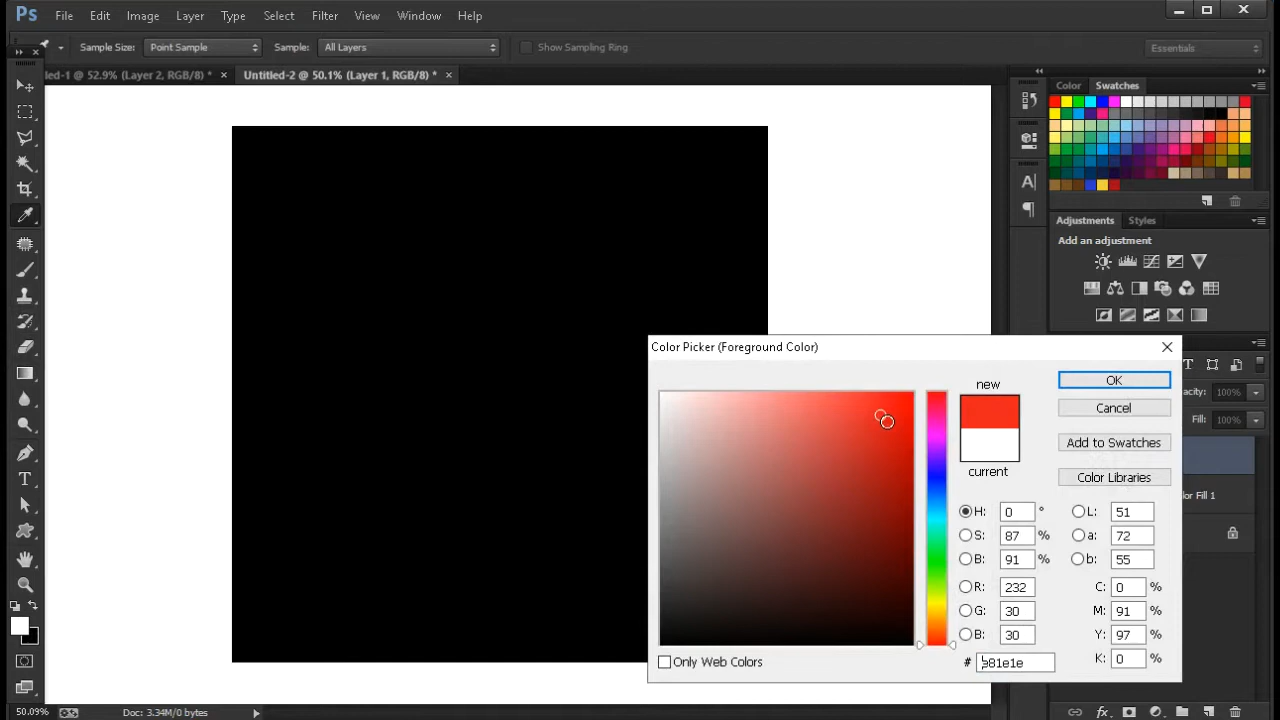 Ps File Edit Image Layer Type Select Filter View Window Help
Sample Size: Point Sample Sample: All Layers Show Sampling Ring Essentials
led-1 @ 52.9% (Layer 2, RGB/8) * × Untitled-2 @ 50.1% (Layer 1, RGB/8) * ×
Color Swatches
Adjustments Styles
Add an adjustment
Color Picker (Foreground Color)
new
OK
Cancel
Add to Swatches
current
Color Libraries
H: 0 ° L: 51
S: 87 % a: 72
B: 91 % b: 55
R: 232 C: 0 %
G: 30 M: 91 %
B: 30 Y: 97 %
# e81e1e K: 0 %
Only Web Colors
acity: 100%
Fill: 100%
lor Fill 1
50.09% Doc: 3.34M/0 bytes